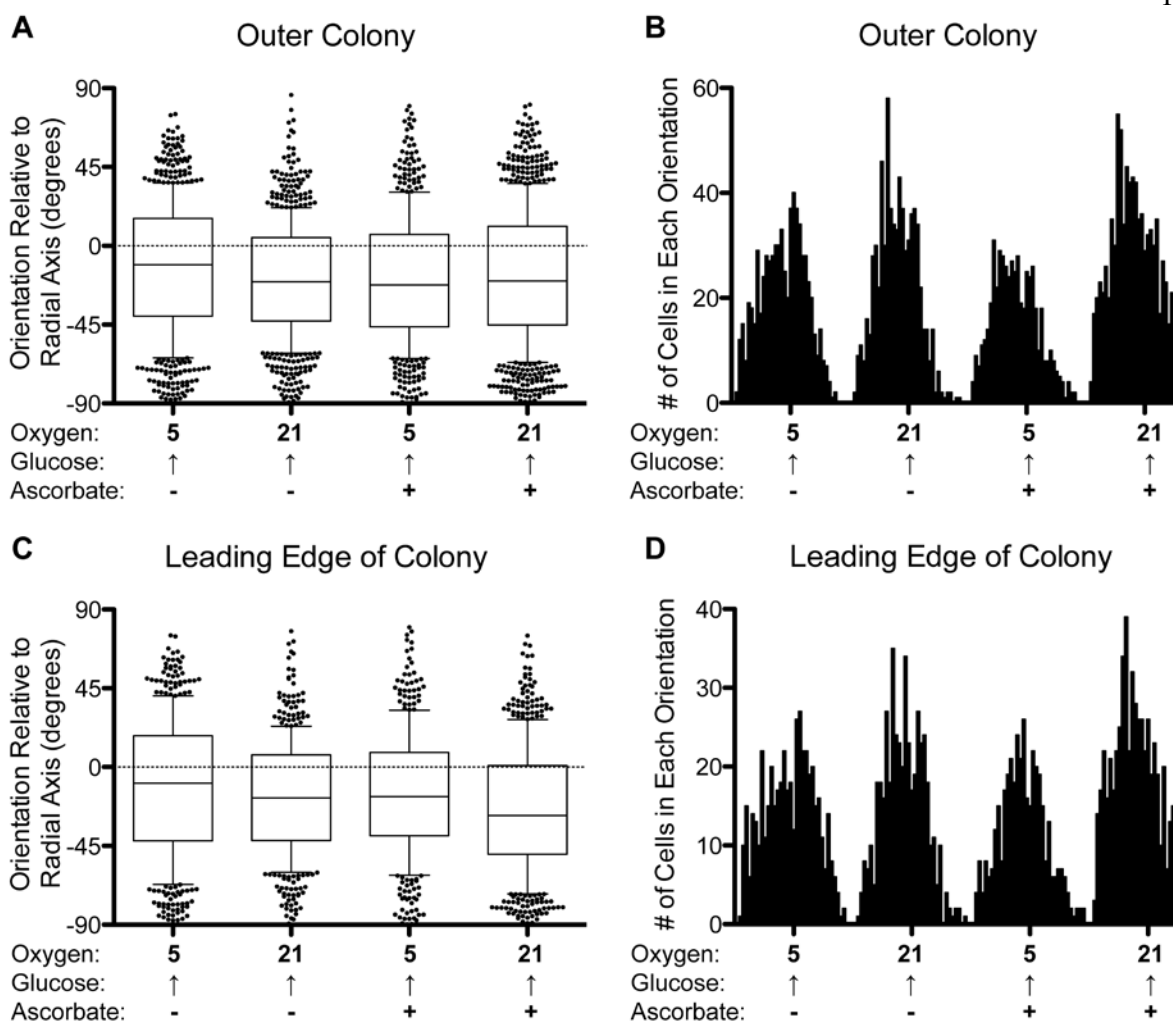 A
Outer Colony
Orientation Relative to
Radial Axis (degrees)
90
45
0
-45
-90
Oxygen: 5 21 5 21
Glucose: ↑ ↑ ↑ ↑
Ascorbate: - - + +
B
Outer Colony
# of Cells in Each Orientation
60
40
20
0
Oxygen: 5 21 5 21
Glucose: ↑ ↑ ↑ ↑
Ascorbate: - - + +
C
Leading Edge of Colony
Orientation Relative to
Radial Axis (degrees)
90
45
0
-45
-90
Oxygen: 5 21 5 21
Glucose: ↑ ↑ ↑ ↑
Ascorbate: - - + +
D
Leading Edge of Colony
# of Cells in Each Orientation
40
30
20
10
0
Oxygen: 5 21 5 21
Glucose: ↑ ↑ ↑ ↑
Ascorbate: - - + +